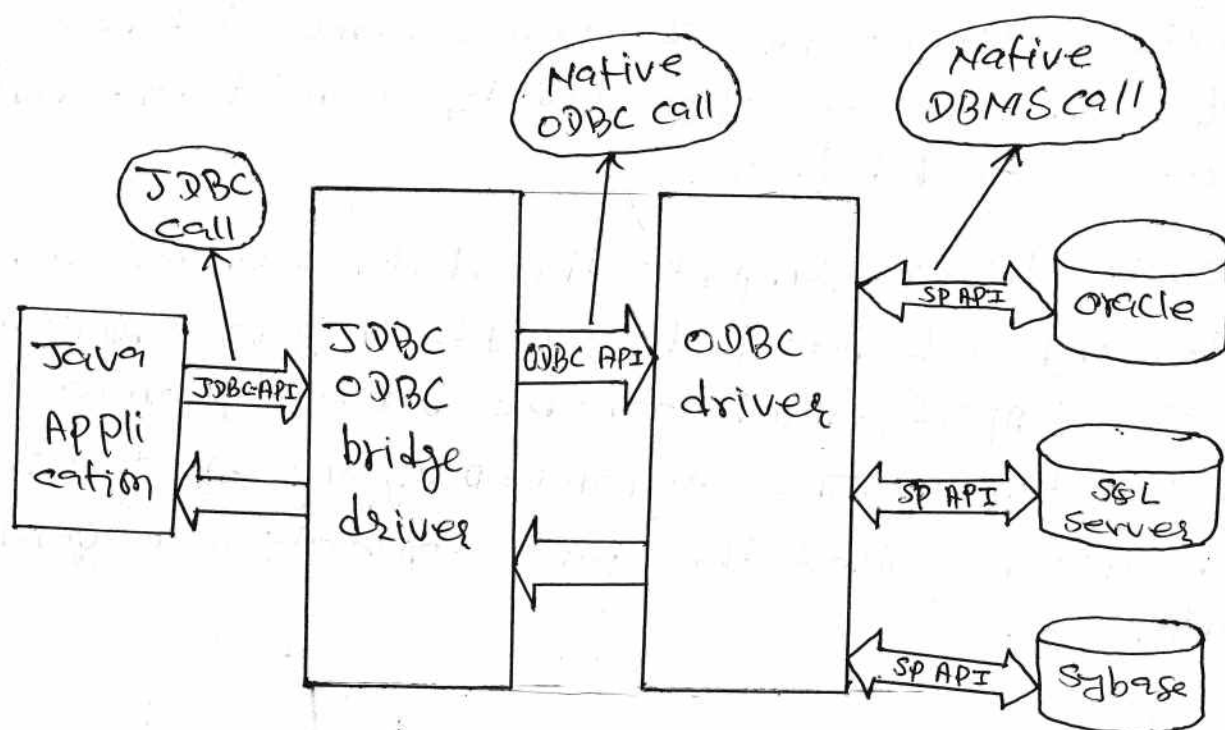 Native
ODBC call
Native
DBMS call
JDBC
call
SP API
Oracle
Java
Appli
cation
JDBC-API
JDBC
ODBC
bridge
driver
ODBC API
ODBC
driver
SP API
SQL
Server
SP API
Sybase